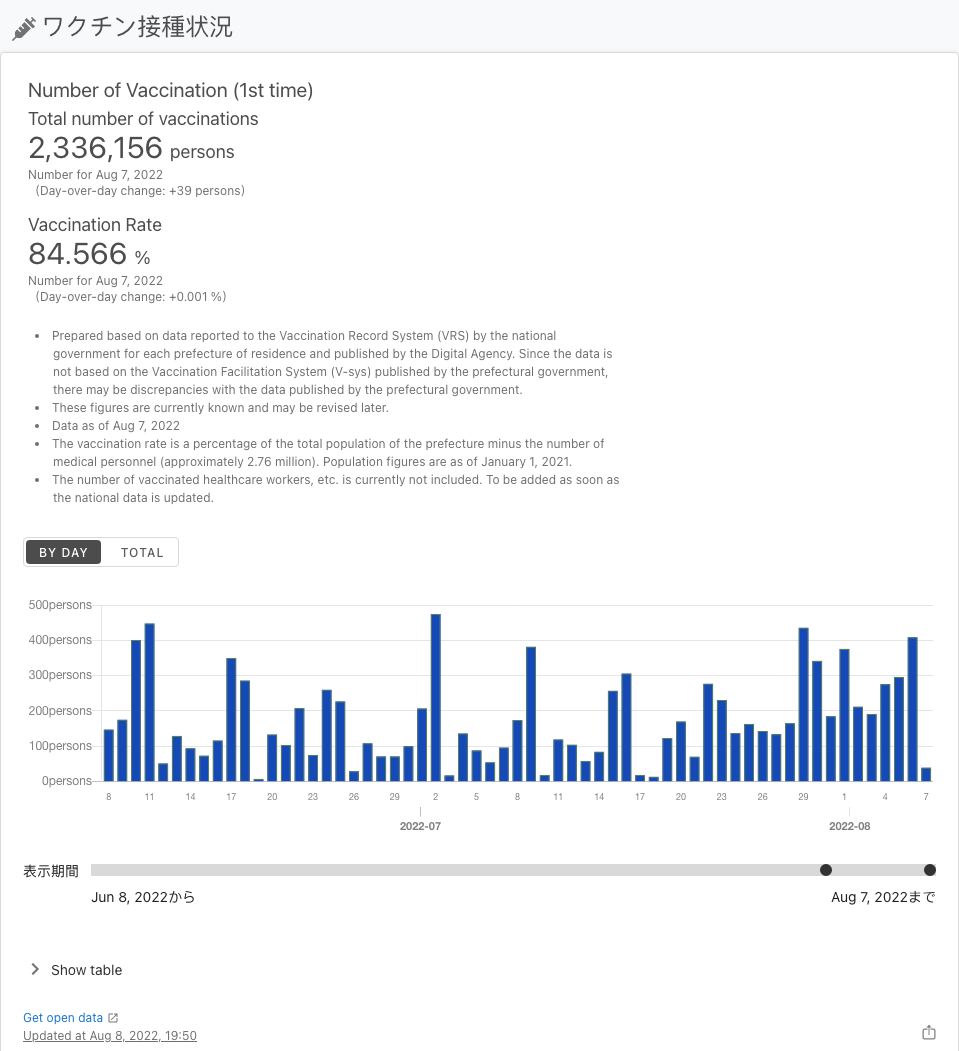 ワクチン接種状況
Number of Vaccination (1st time)
Total number of vaccinations
2,336,156 persons
Number for Aug 7, 2022
(Day-over-day change: +39 persons)
Vaccination Rate
84.566 %
Number for Aug 7, 2022
(Day-over-day change: +0.001 %)
• Prepared based on data reported to the Vaccination Record System (VRS) by the national
government for each prefecture of residence and published by the Digital Agency. Since the data is
not based on the Vaccination Facilitation System (V-sys) published by the prefectural government,
there may be discrepancies with the data published by the prefectural government.
• These figures are currently known and may be revised later.
• Data as of Aug 7, 2022
• The vaccination rate is a percentage of the total population of the prefecture minus the number of
medical personnel (approximately 2.76 million). Population figures are as of January 1, 2021.
• The number of vaccinated healthcare workers, etc. is currently not included. To be added as soon as
the national data is updated.
BY DAY TOTAL
500persons
400persons
300persons
200persons
100persons
0persons
8 11 14 17 20 23 26 29 2 5 8 11 14 17 20 23 26 29 1 4 7
2022-07 2022-08
表示期間
Jun 8, 2022から Aug 7, 2022まで
Show table
Get open data
Updated at Aug 8, 2022, 19:50